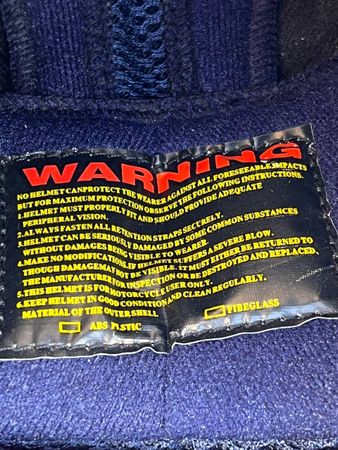 WARNING
NO HELMET CANPROTECT THE WEARER AGAINST ALL FORESEEABLE IMPACTS
BUT FOR MAXIMUM PROTECTION OBSERVE THE FOLLOWING INSTRUCTIONS.
1.HELMET MUST PROPERLY FIT AND SHOULD PROVIDE ADEQUATE
PERIPHERAL VISION.
2.ALWAYS FASTEN ALL RETENTION STRAPS SECURELY.
3.HELMET CAN BE SERIOUSLY DAMAGED BY SOME COMMON SUBSTANCES
WITHOUT DAMAGES BEING VISIBLE TO WEARER.
4.MAKE NO MODIFICATIONS.IF HELMET SUFFERS A SEVERE BLOW.
THOUGH DAMAGEMAY NOT BE VISIBLE. IT MUST EITHER BE RETURNED TO
THE MANUFACTURER FOR INSPECTION OR BE DESTROYED AND REPLACED.
5.THIS HELMET IS FOR MOTORCYCLE USER ONLY.
6.KEEP HELMET IN GOOD CONDITION AND CLEAN REGULARLY.
MATERIAL OF THE OUTER SHELL
ABS PLSTIC FIBEGLASS